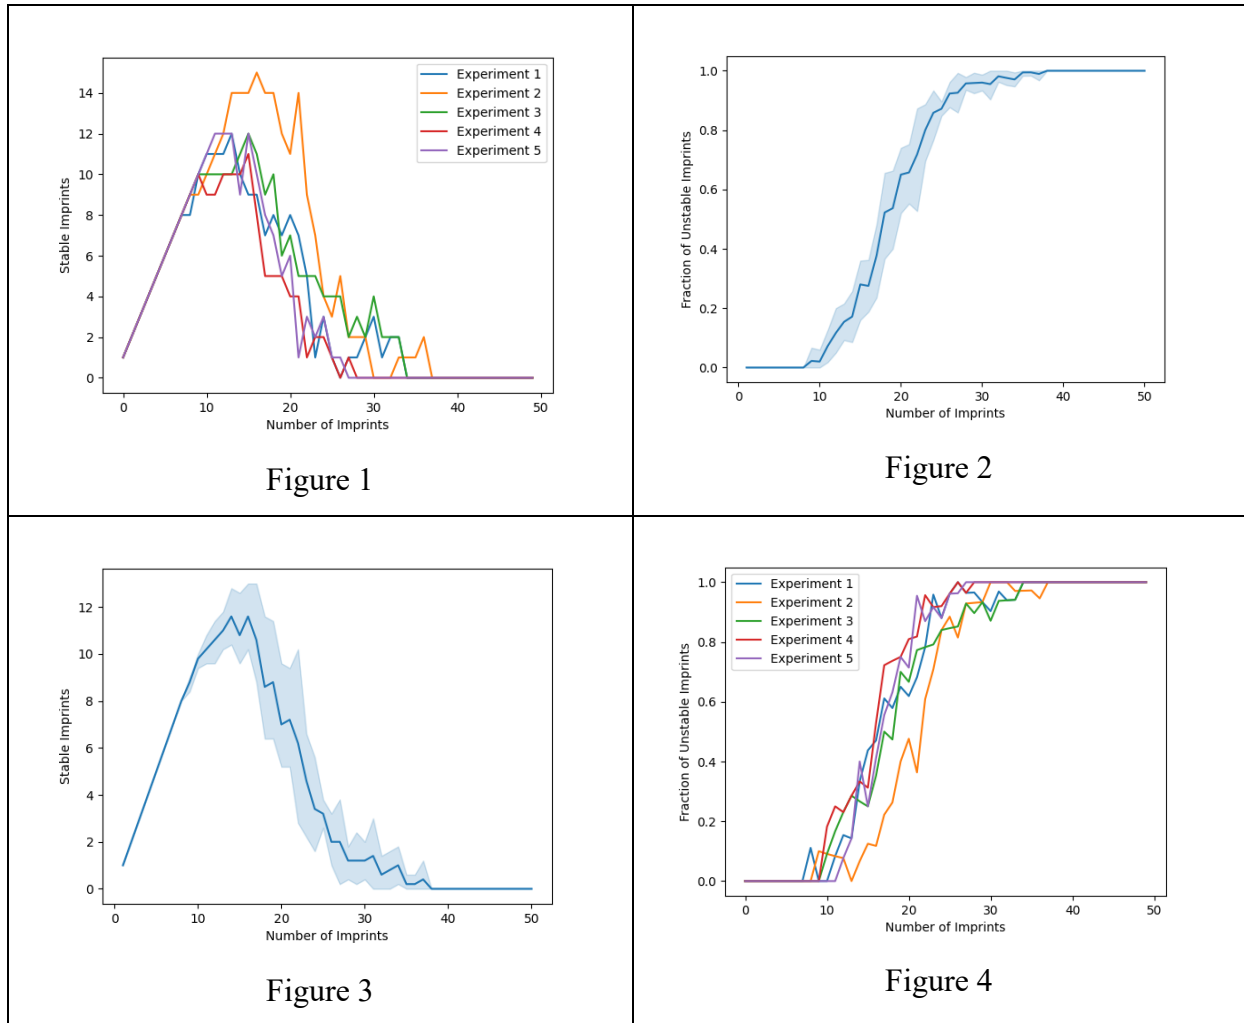 Experiment 1
Experiment 2
Experiment 3
Experiment 4
Experiment 5
14
12
10
8
6
4
2
0
Stable Imprints
0 10 20 30 40 50
Number of Imprints
Figure 1
1.0
0.8
0.6
0.4
0.2
0.0
Fraction of Unstable Imprints
0 10 20 30 40 50
Number of Imprints
Figure 2
12
10
8
6
4
2
0
Stable Imprints
0 10 20 30 40 50
Number of Imprints
Figure 3
Experiment 1
Experiment 2
Experiment 3
Experiment 4
Experiment 5
1.0
0.8
0.6
0.4
0.2
0.0
Fraction of Unstable Imprints
0 10 20 30 40 50
Number of Imprints
Figure 4